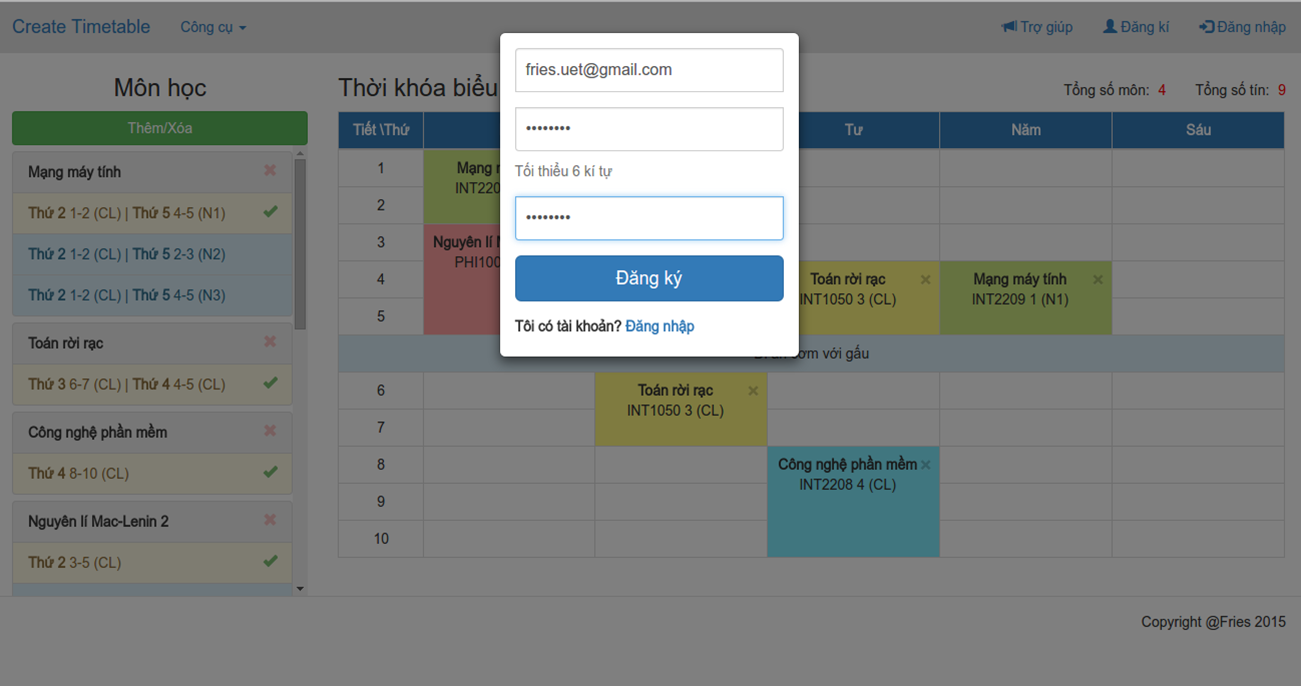 Create Timetable Công cụ Trợ giúp Đăng kí Đăng nhập
fries.uet@gmail.com
••••••••
Tối thiểu 6 kí tự
••••••••
Đăng ký
Tôi có tài khoản? Đăng nhập
Môn học
Thêm/Xóa
Mạng máy tính
Thứ 2 1-2 (CL) | Thứ 5 4-5 (N1)
Thứ 2 1-2 (CL) | Thứ 5 2-3 (N2)
Thứ 2 1-2 (CL) | Thứ 5 4-5 (N3)
Toán rời rạc
Thứ 3 6-7 (CL) | Thứ 4 4-5 (CL)
Công nghệ phần mềm
Thứ 4 8-10 (CL)
Nguyên lí Mac-Lenin 2
Thứ 2 3-5 (CL)
Thời khóa biểu
Tổng số môn: 4 Tổng số tín: 9
Tiết \Thứ Tư Năm Sáu
1
Mạng
INT220
2
3
Nguyên lí
PHI100
4
Toán rời rạc
INT1050 3 (CL)
Mạng máy tính
INT2209 1 (N1)
5
với gấu
6
Toán rời rạc
INT1050 3 (CL)
7
8
Công nghệ phần mềm
INT2208 4 (CL)
9
10
Copyright @Fries 2015